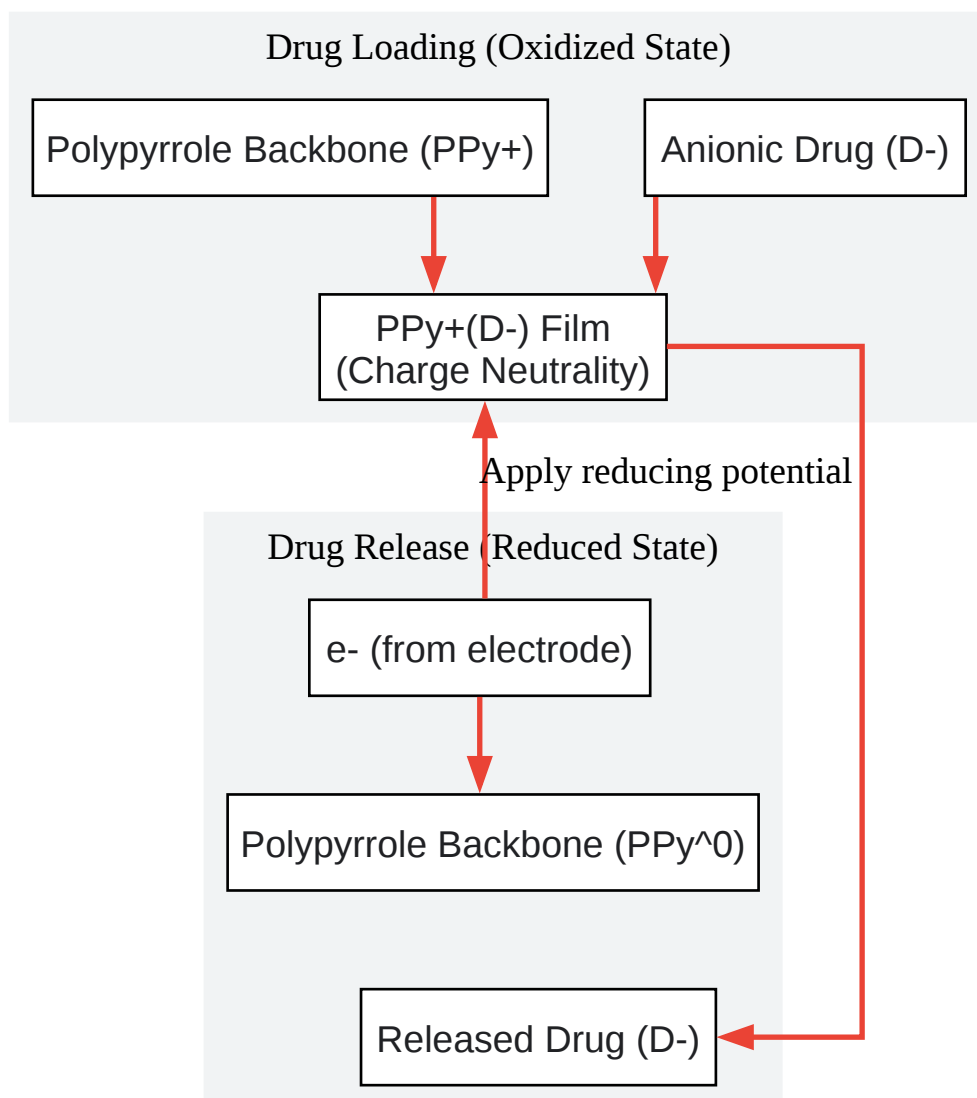 Drug Loading (Oxidized State)
Polypyrrole Backbone (PPy+)
Anionic Drug (D-)
PPy+(D-) Film
(Charge Neutrality)
Apply reducing potential
Drug Release (Reduced State)
e- (from electrode)
Polypyrrole Backbone (PPy^0)
Released Drug (D-)